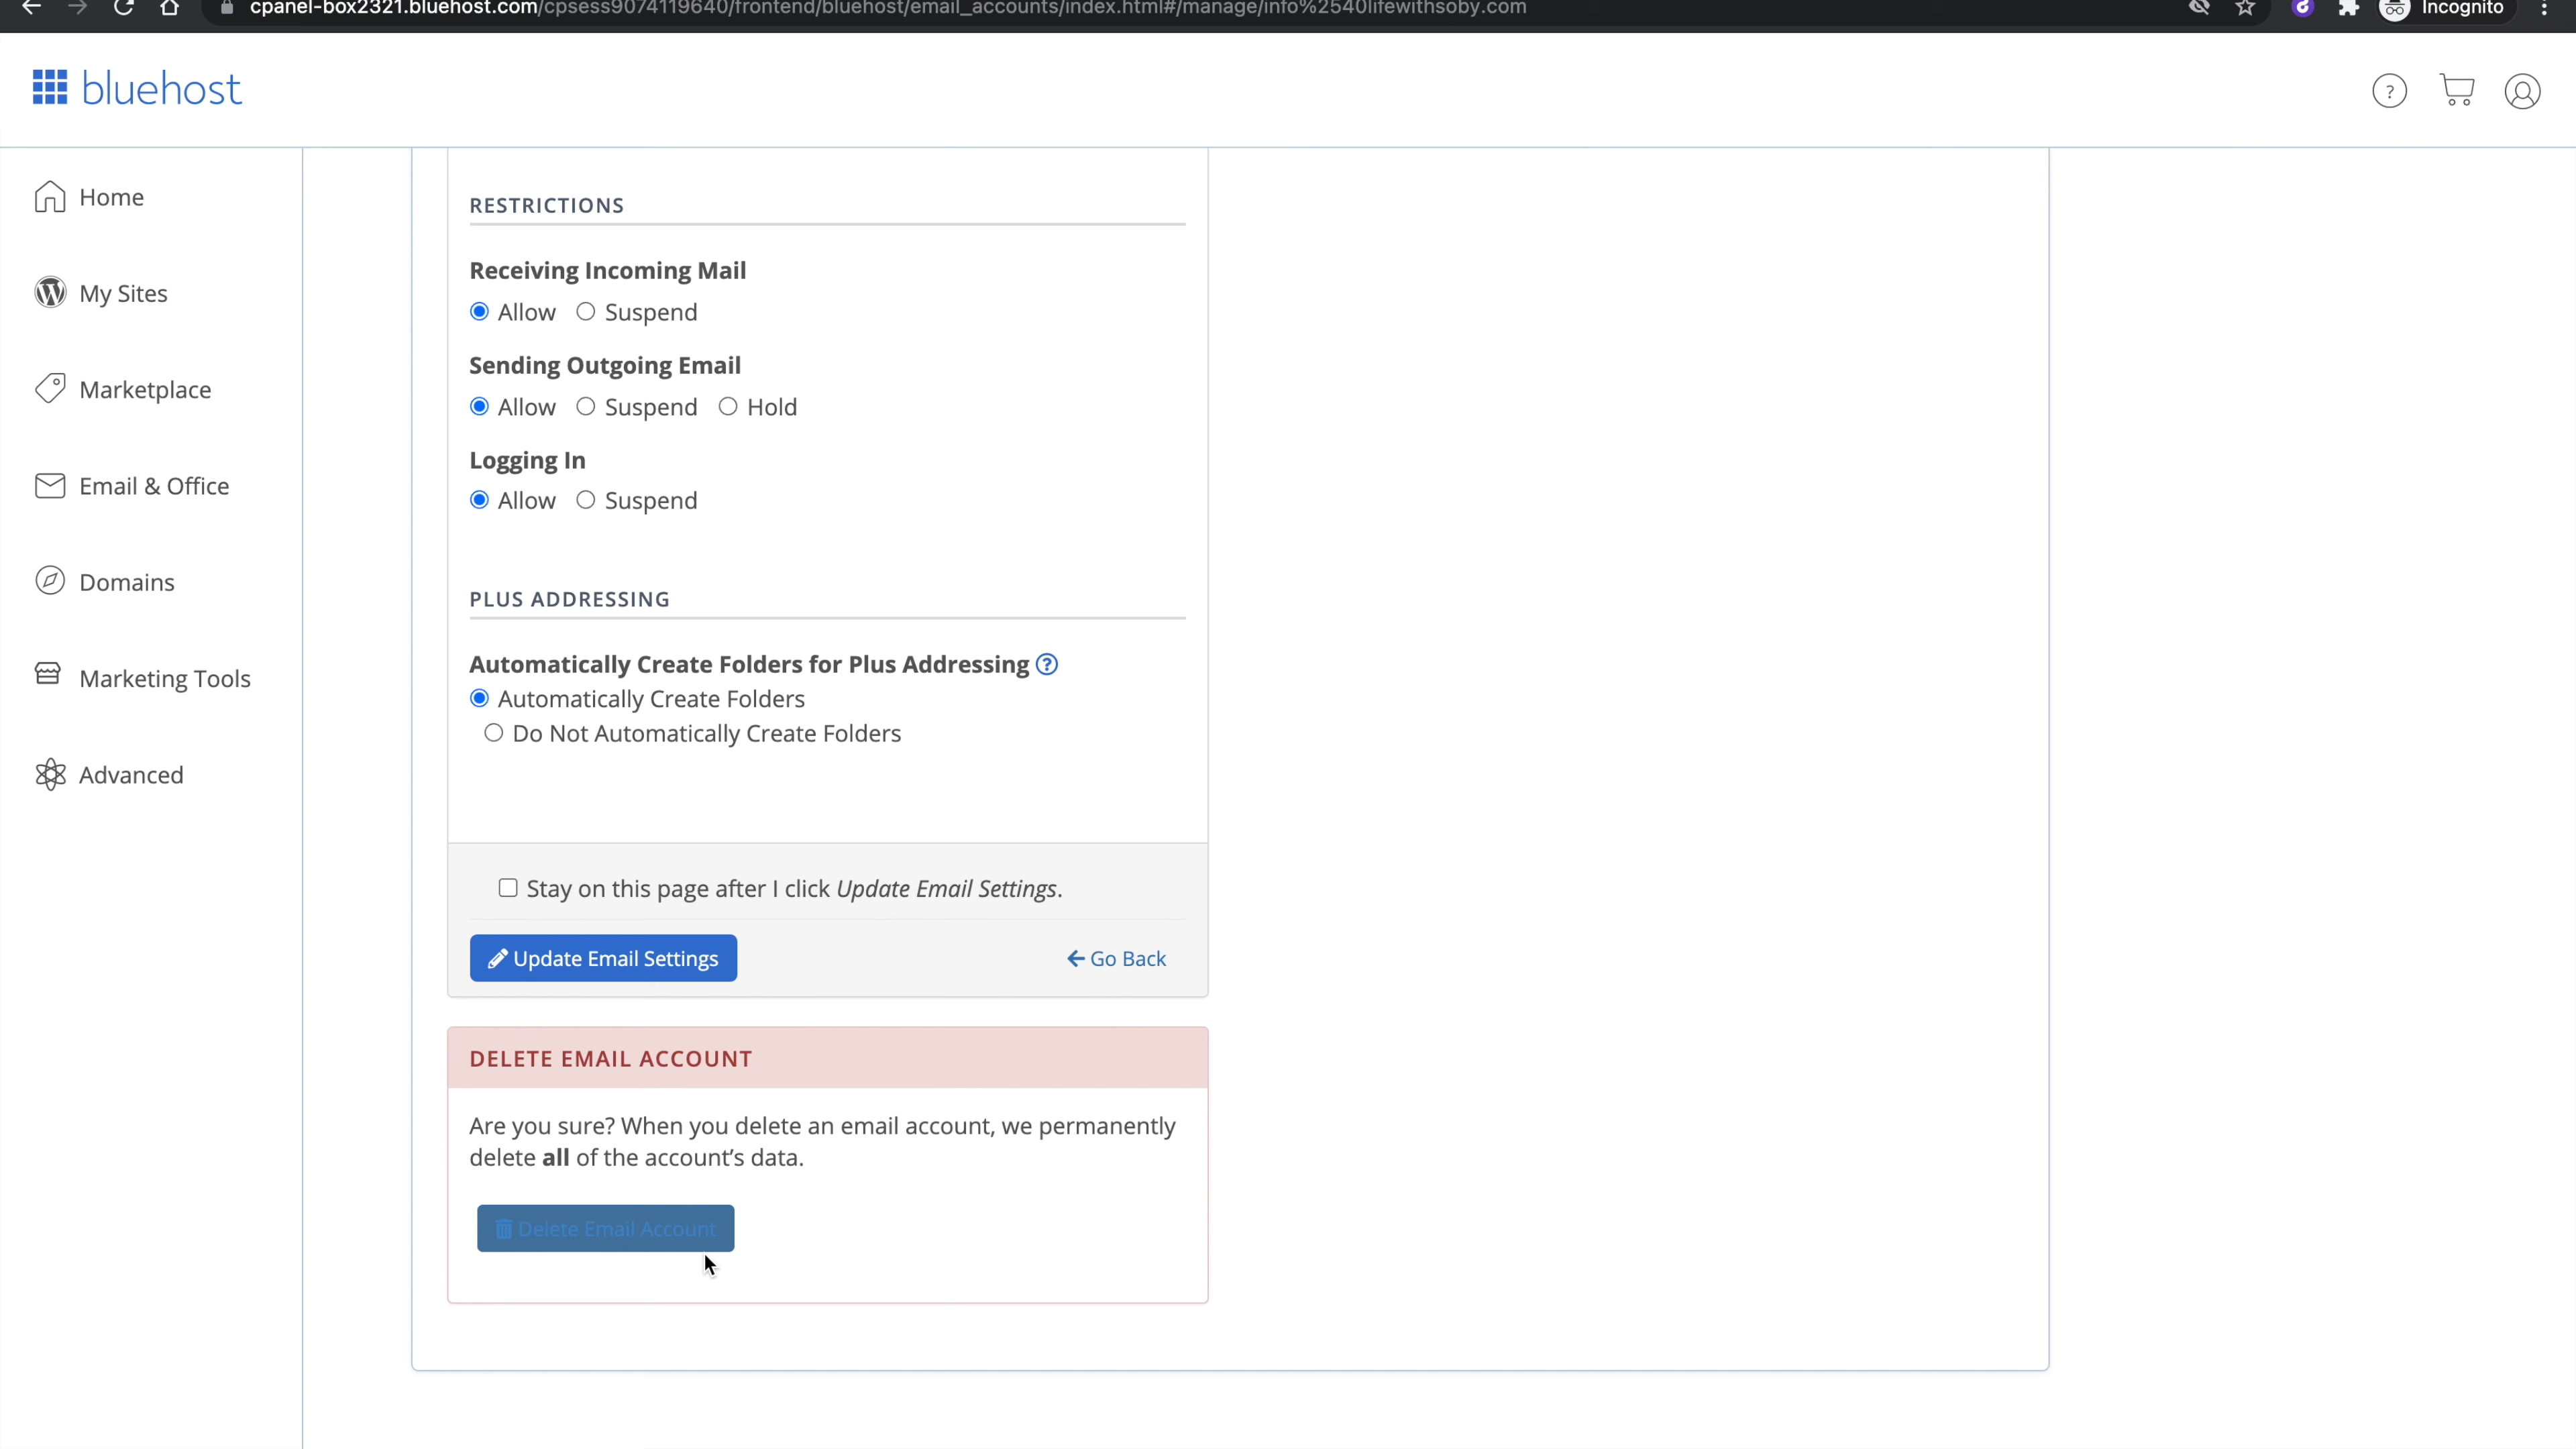 cpanel-box2321.bluehost.com/cpsess9074119640/frontend/bluehost/email_accounts/index.html#/manage/info%2540lifewithsoby.com
Incognito
bluehost
?
Home
My Sites
Marketplace
Email & Office
Domains
Marketing Tools
Advanced
RESTRICTIONS
Receiving Incoming Mail
Allow Suspend
Sending Outgoing Email
Allow Suspend Hold
Logging In
Allow Suspend
PLUS ADDRESSING
Automatically Create Folders for Plus Addressing ?
Automatically Create Folders
Do Not Automatically Create Folders
Stay on this page after I click Update Email Settings.
Update Email Settings
Go Back
DELETE EMAIL ACCOUNT
Are you sure? When you delete an email account, we permanently
delete all of the account's data.
Delete Email Account